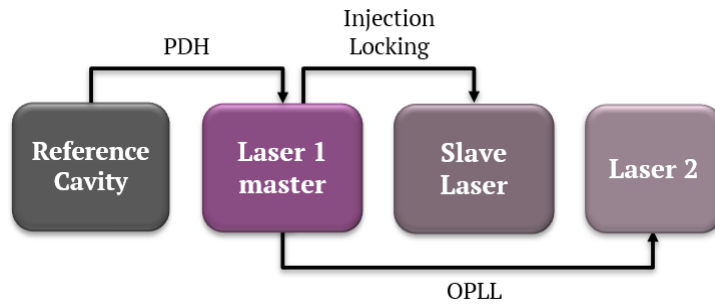 Injection
Locking
PDH
Reference
Cavity
Laser 1
master
Slave
Laser
Laser 2
OPLL